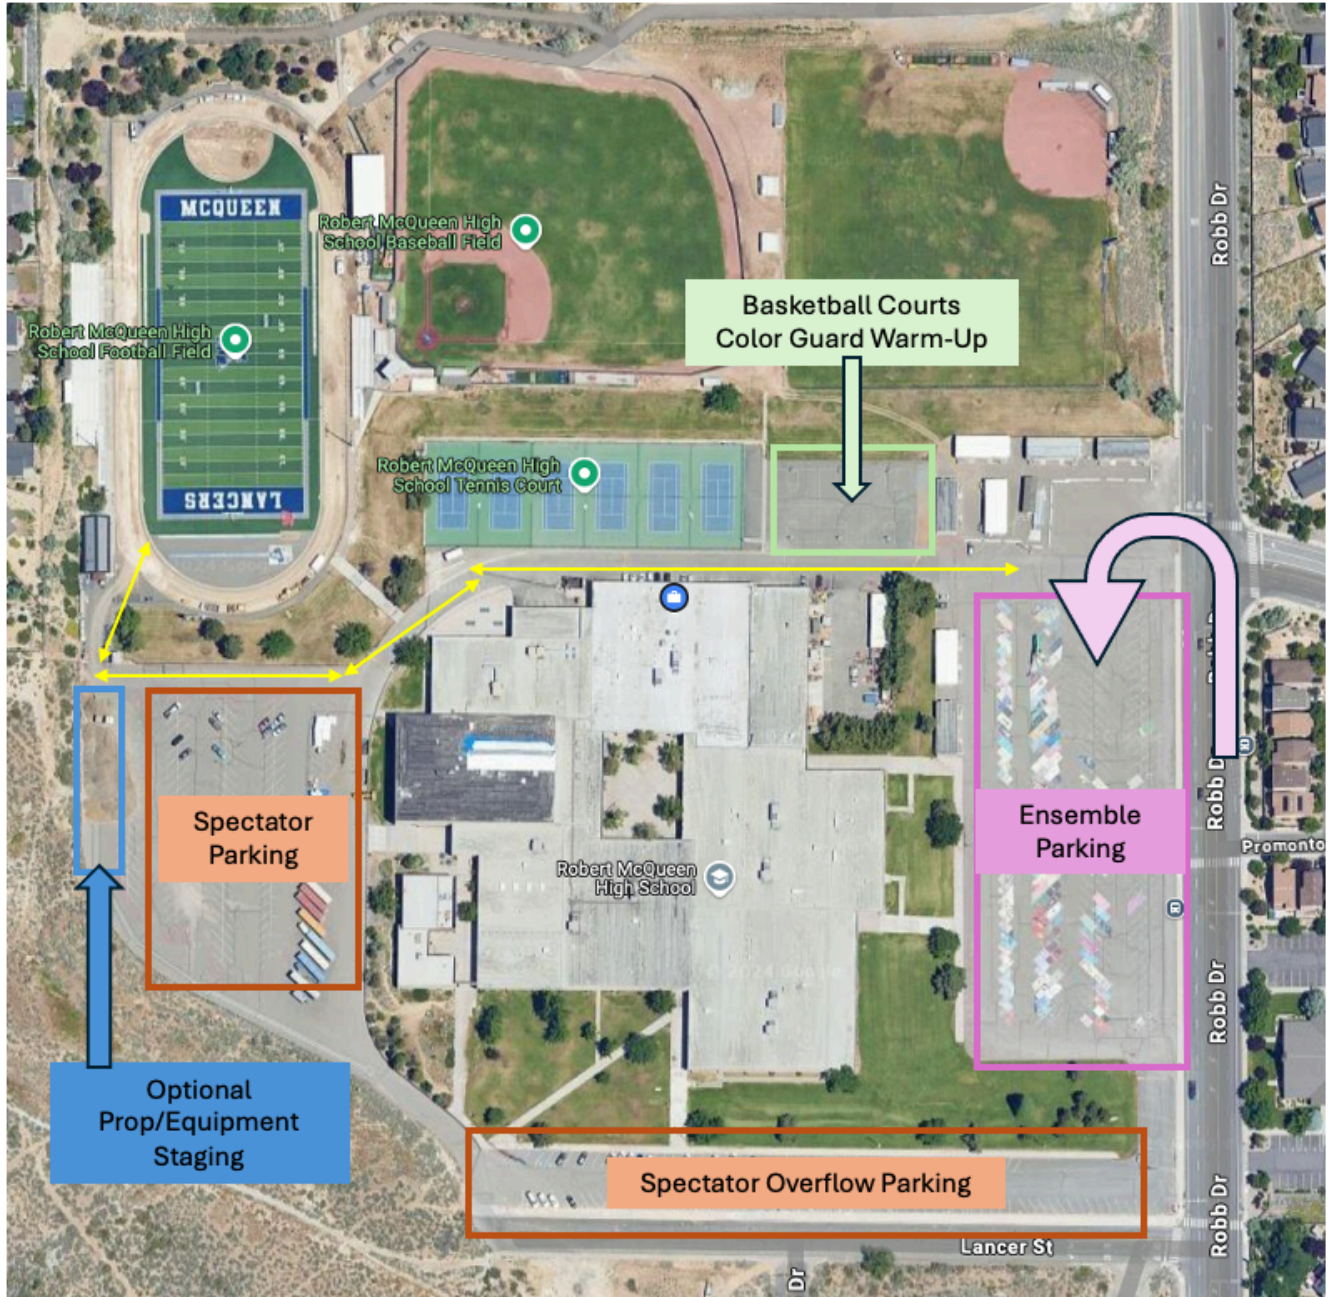 MCQUEEN
Robb Dr
Robert McQueen High
School Baseball Field
Basketball Courts
Color Guard Warm-Up
Robert McQueen High
School Football Field
Robert McQueen High
School Tennis Court
LANCERS
Robb D
Ensemble
Parking
Spectator
Parking
Promonto
Robert McQueen
High School
Robb Dr
Optional
Prop/Equipment
Staging
Spectator Overflow Parking
Robb Dr
Lancer St
Dr